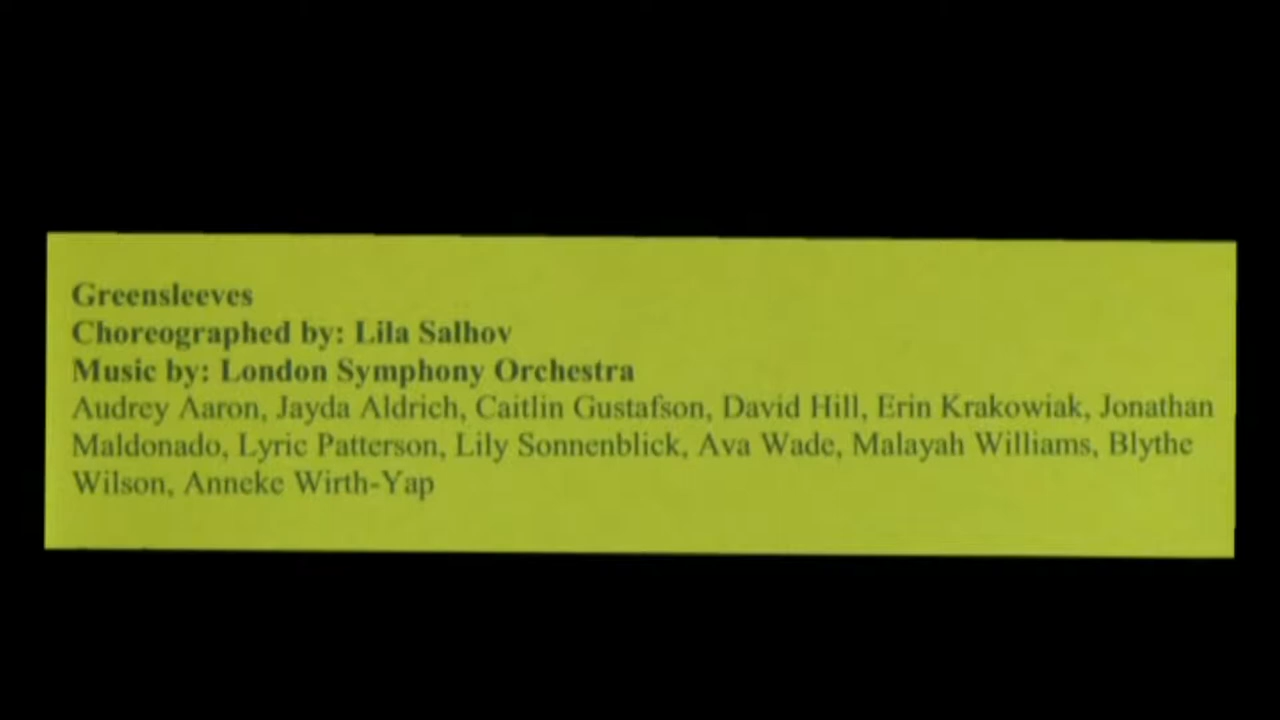 Greensleeves
Choreographed by: Lila Salhov
Music by: London Symphony Orchestra
Audrey Aaron, Jayda Aldrich, Caitlin Gustafson, David Hill, Erin Krakowiak, Jonathan
Maldonado, Lyric Patterson, Lily Sonnenblick, Ava Wade, Malayah Williams, Blythe
Wilson, Anneke Wirth-Yap